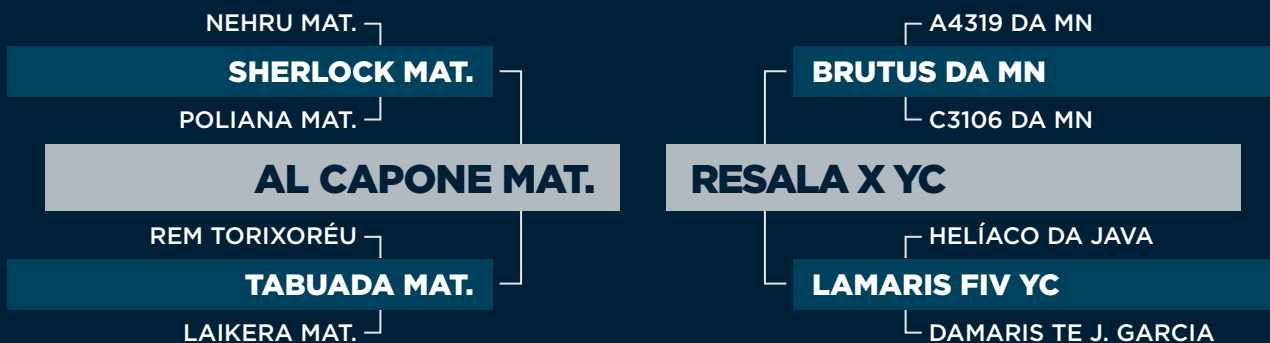 NEHRU MAT.
SHERLOCK MAT.
POLIANA MAT.
AL CAPONE MAT.
REM TORIXORÉU
TABUADA MAT.
LAIKERA MAT.
A4319 DA MN
BRUTUS DA MN
C3106 DA MN
RESALA X YC
HELÍACO DA JAVA
LAMARIS FIV YC
DAMARIS TE J. GARCIA